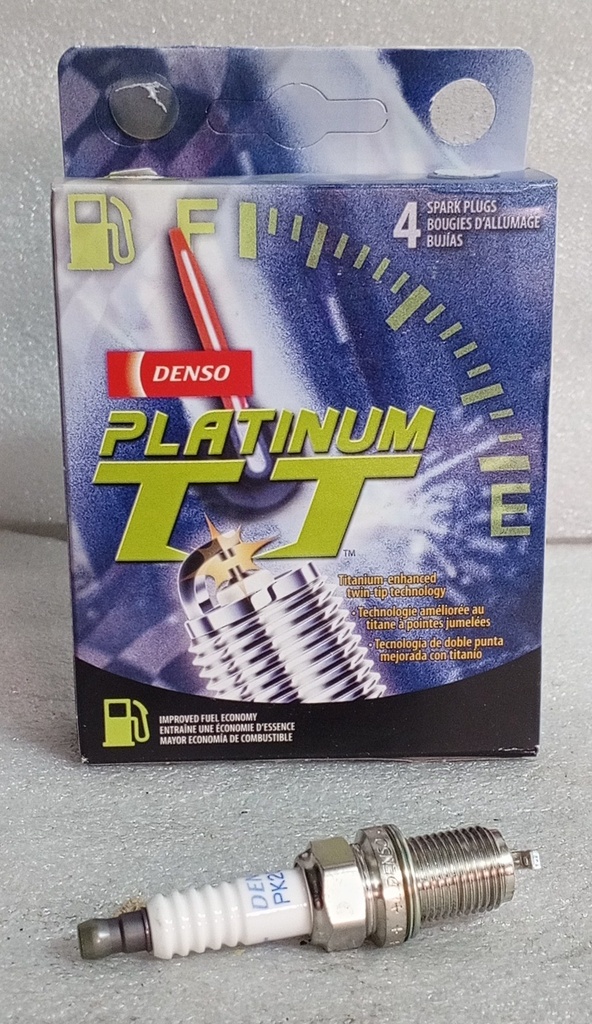 F
4
SPARK PLUGS
BOUGIES D'ALLUMAGE
BUJÍAS
DENSO
PLATINUM
TT
TM
E
Titanium-enhanced
twin-tip technology
• Technologie améliorée au
titane à pointes jumelées
• Tecnología de doble punta
mejorada con titanio
IMPROVED FUEL ECONOMY
ENTRAÎNE UNE ÉCONOMIE D'ESSENCE
MAYOR ECONOMÍA DE COMBUSTIBLE
DEN
PK2
DENSO